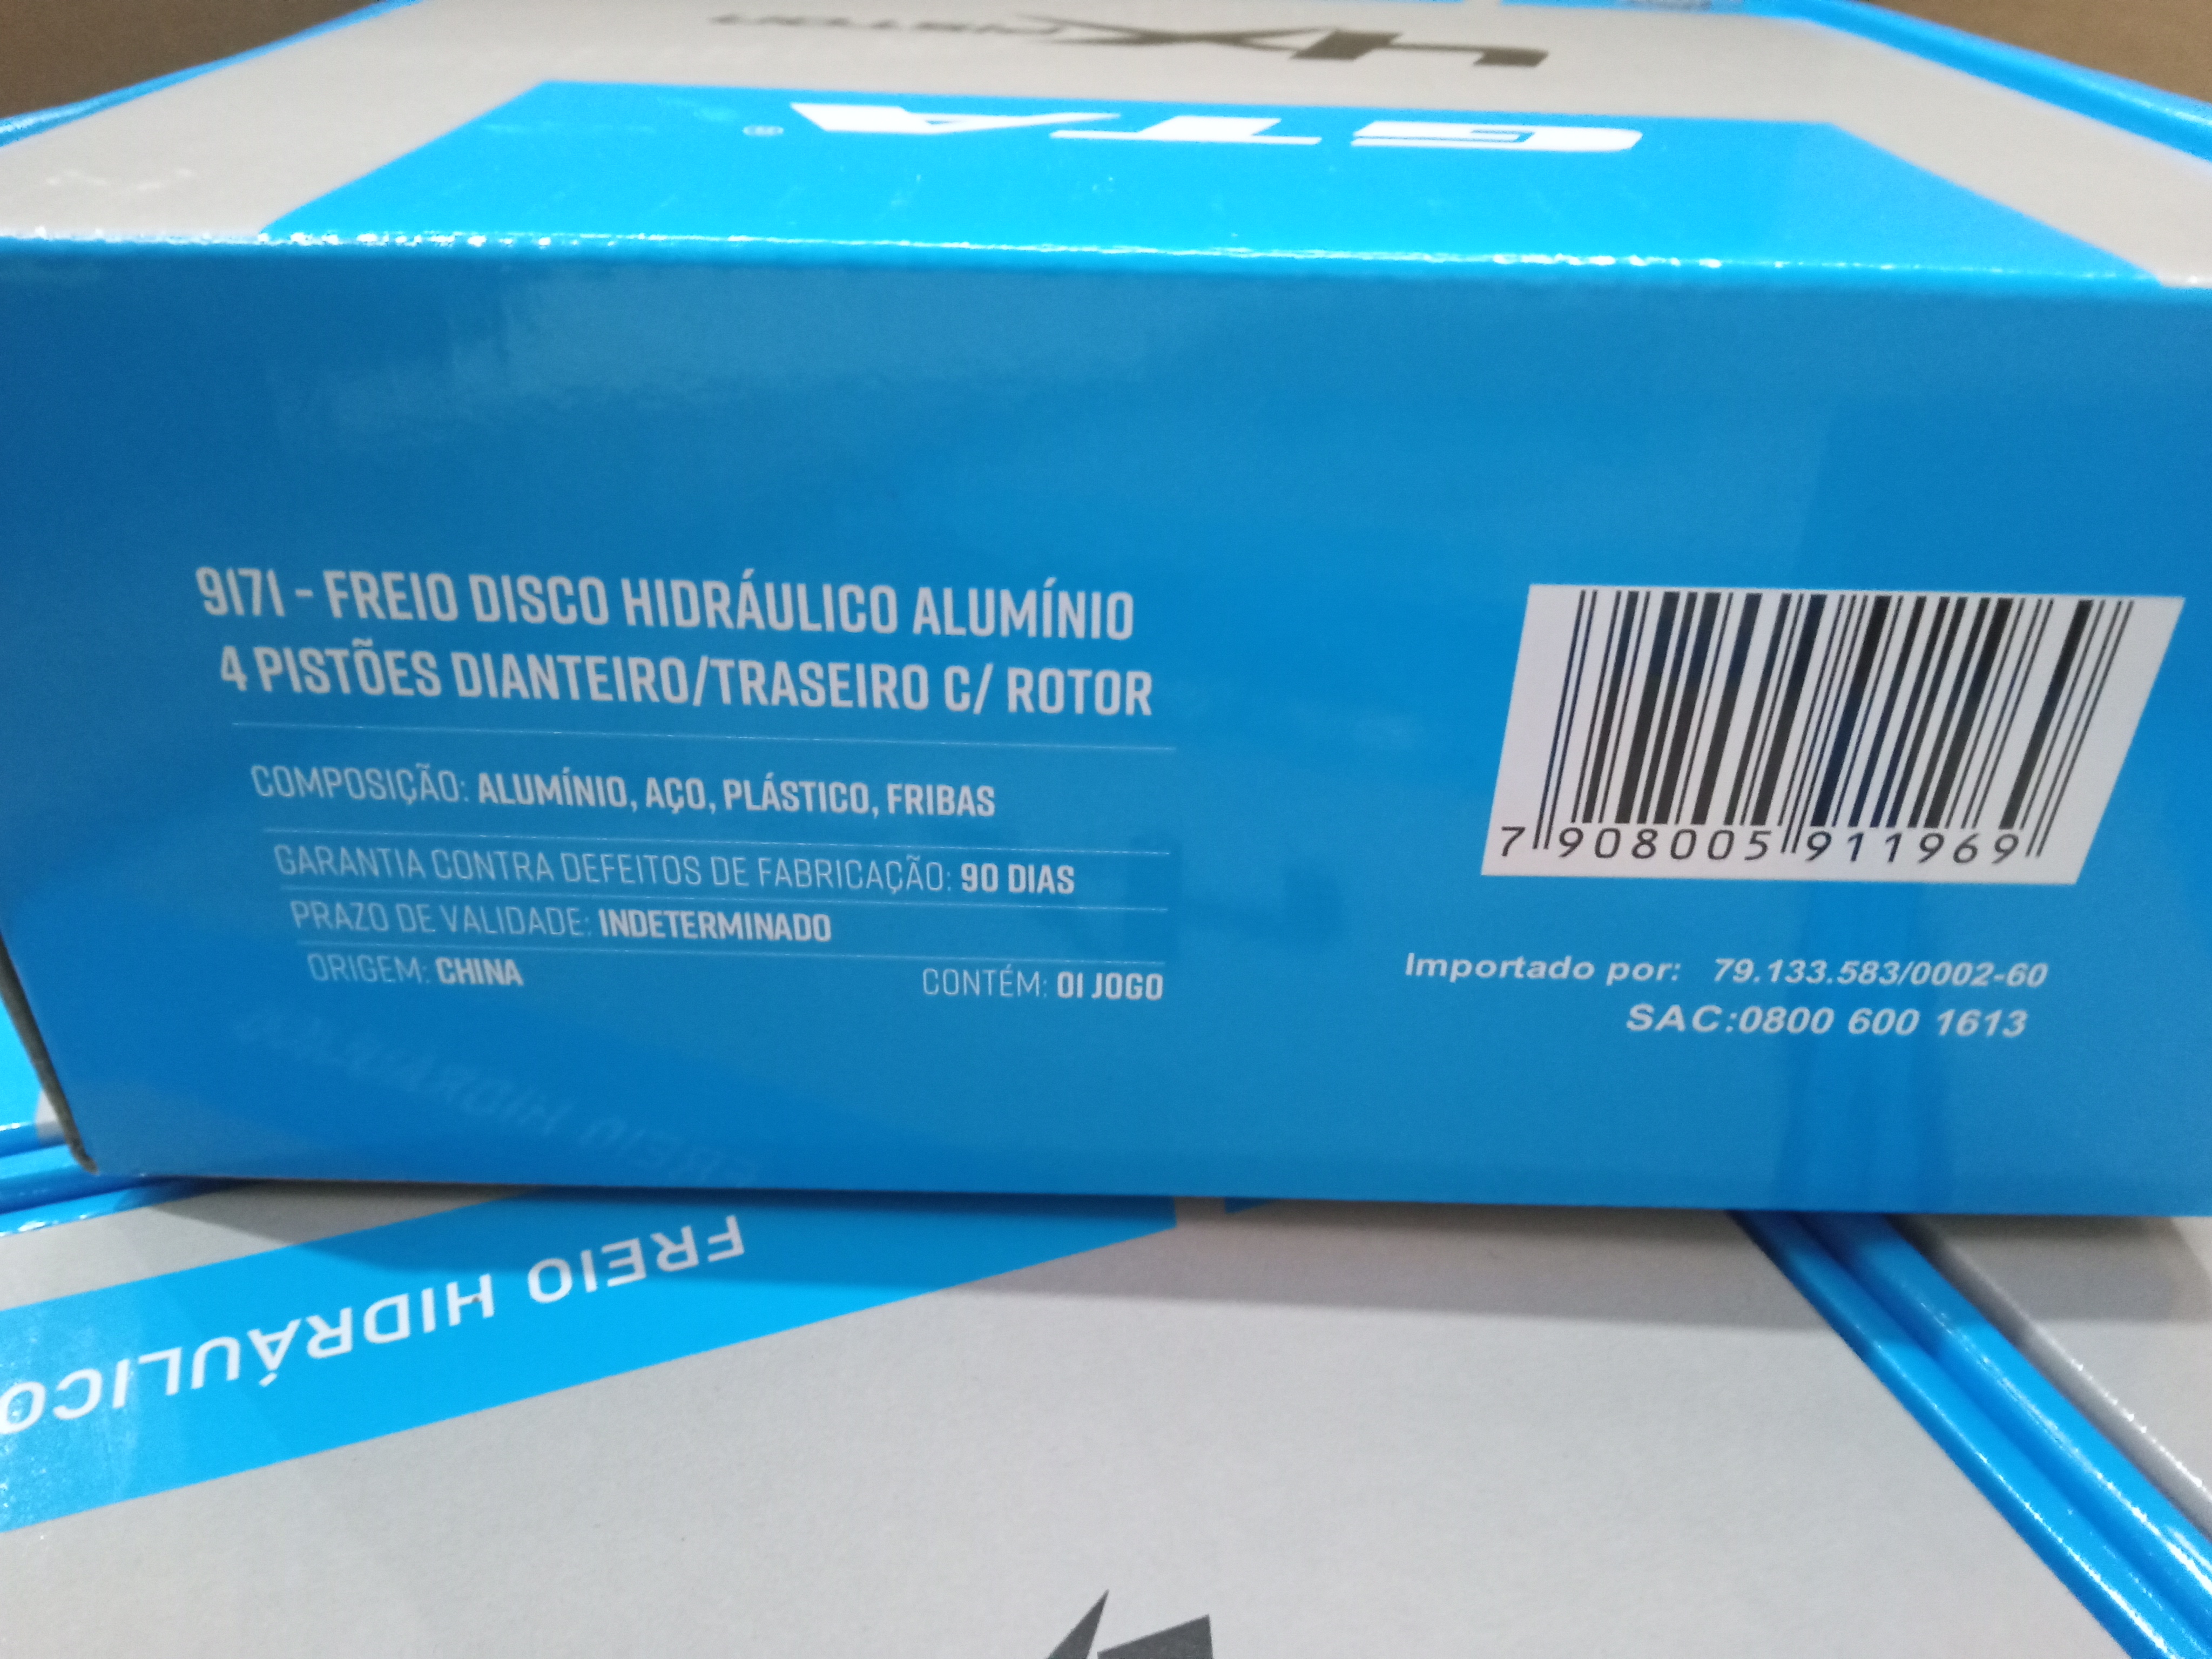 4X PISTON
GTA®
9171 - FREIO DISCO HIDRÁULICO ALUMÍNIO
4 PISTÕES DIANTEIRO/TRASEIRO C/ ROTOR
COMPOSIÇÃO: ALUMÍNIO, AÇO, PLÁSTICO, FRIBAS
GARANTIA CONTRA DEFEITOS DE FABRICAÇÃO: 90 DIAS
PRAZO DE VALIDADE: INDETERMINADO
ORIGEM: CHINA
CONTÉM: 01 JOGO
7 908005 911969
Importado por: 79.133.583/0002-60
SAC:0800 600 1613
FREIO HIDRÁULICO